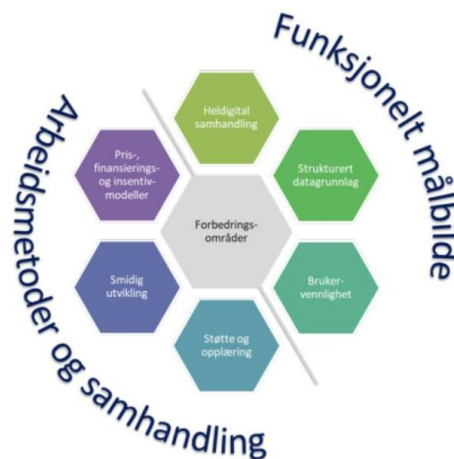 Funksjonelt målbilde
Arbeidsmetoder og samhandling
Heldigital
samhandling
Pris-,
finansierings-
og insentiv-
modeller
Strukturert
datagrunnlag
Forbedrings-
områder
Smidig
utvikling
Bruker-
vennlighet
Støtte og
opplæring